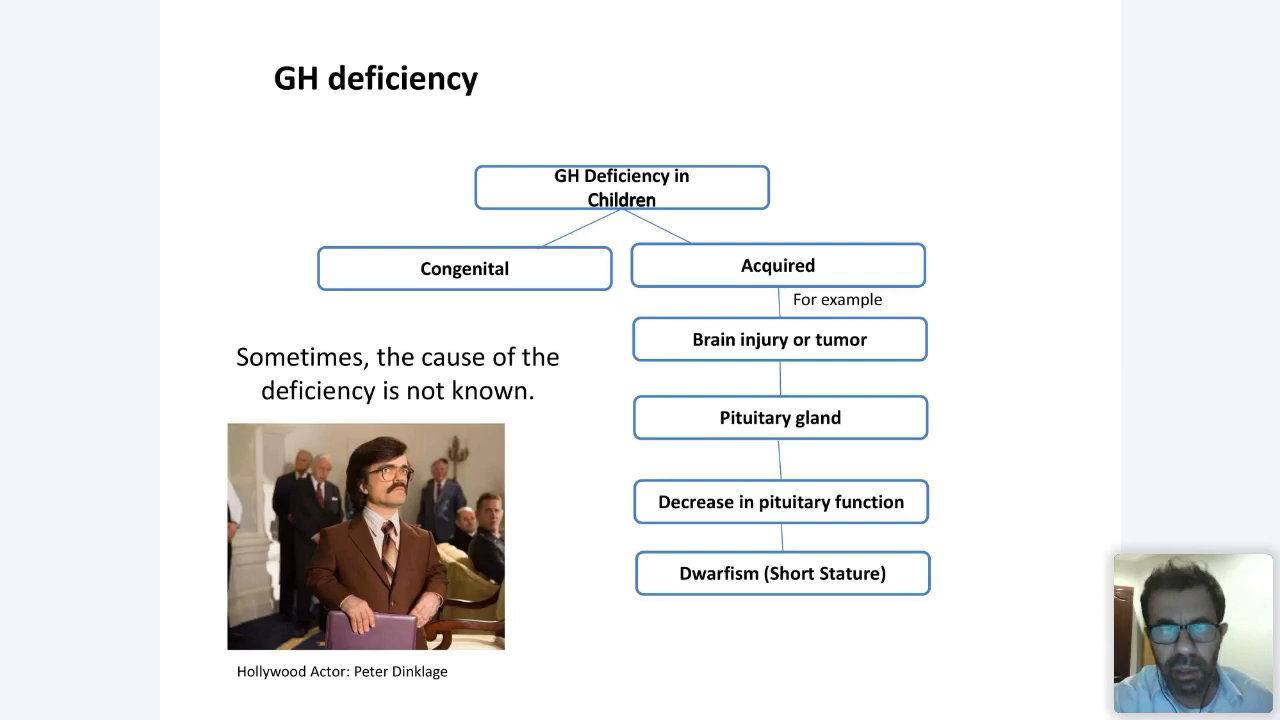 GH deficiency
GH Deficiency in
Children
Congenital
Acquired
For example
Brain injury or tumor
Sometimes, the cause of the
deficiency is not known.
Pituitary gland
Decrease in pituitary function
Dwarfism (Short Stature)
Hollywood Actor: Peter Dinklage